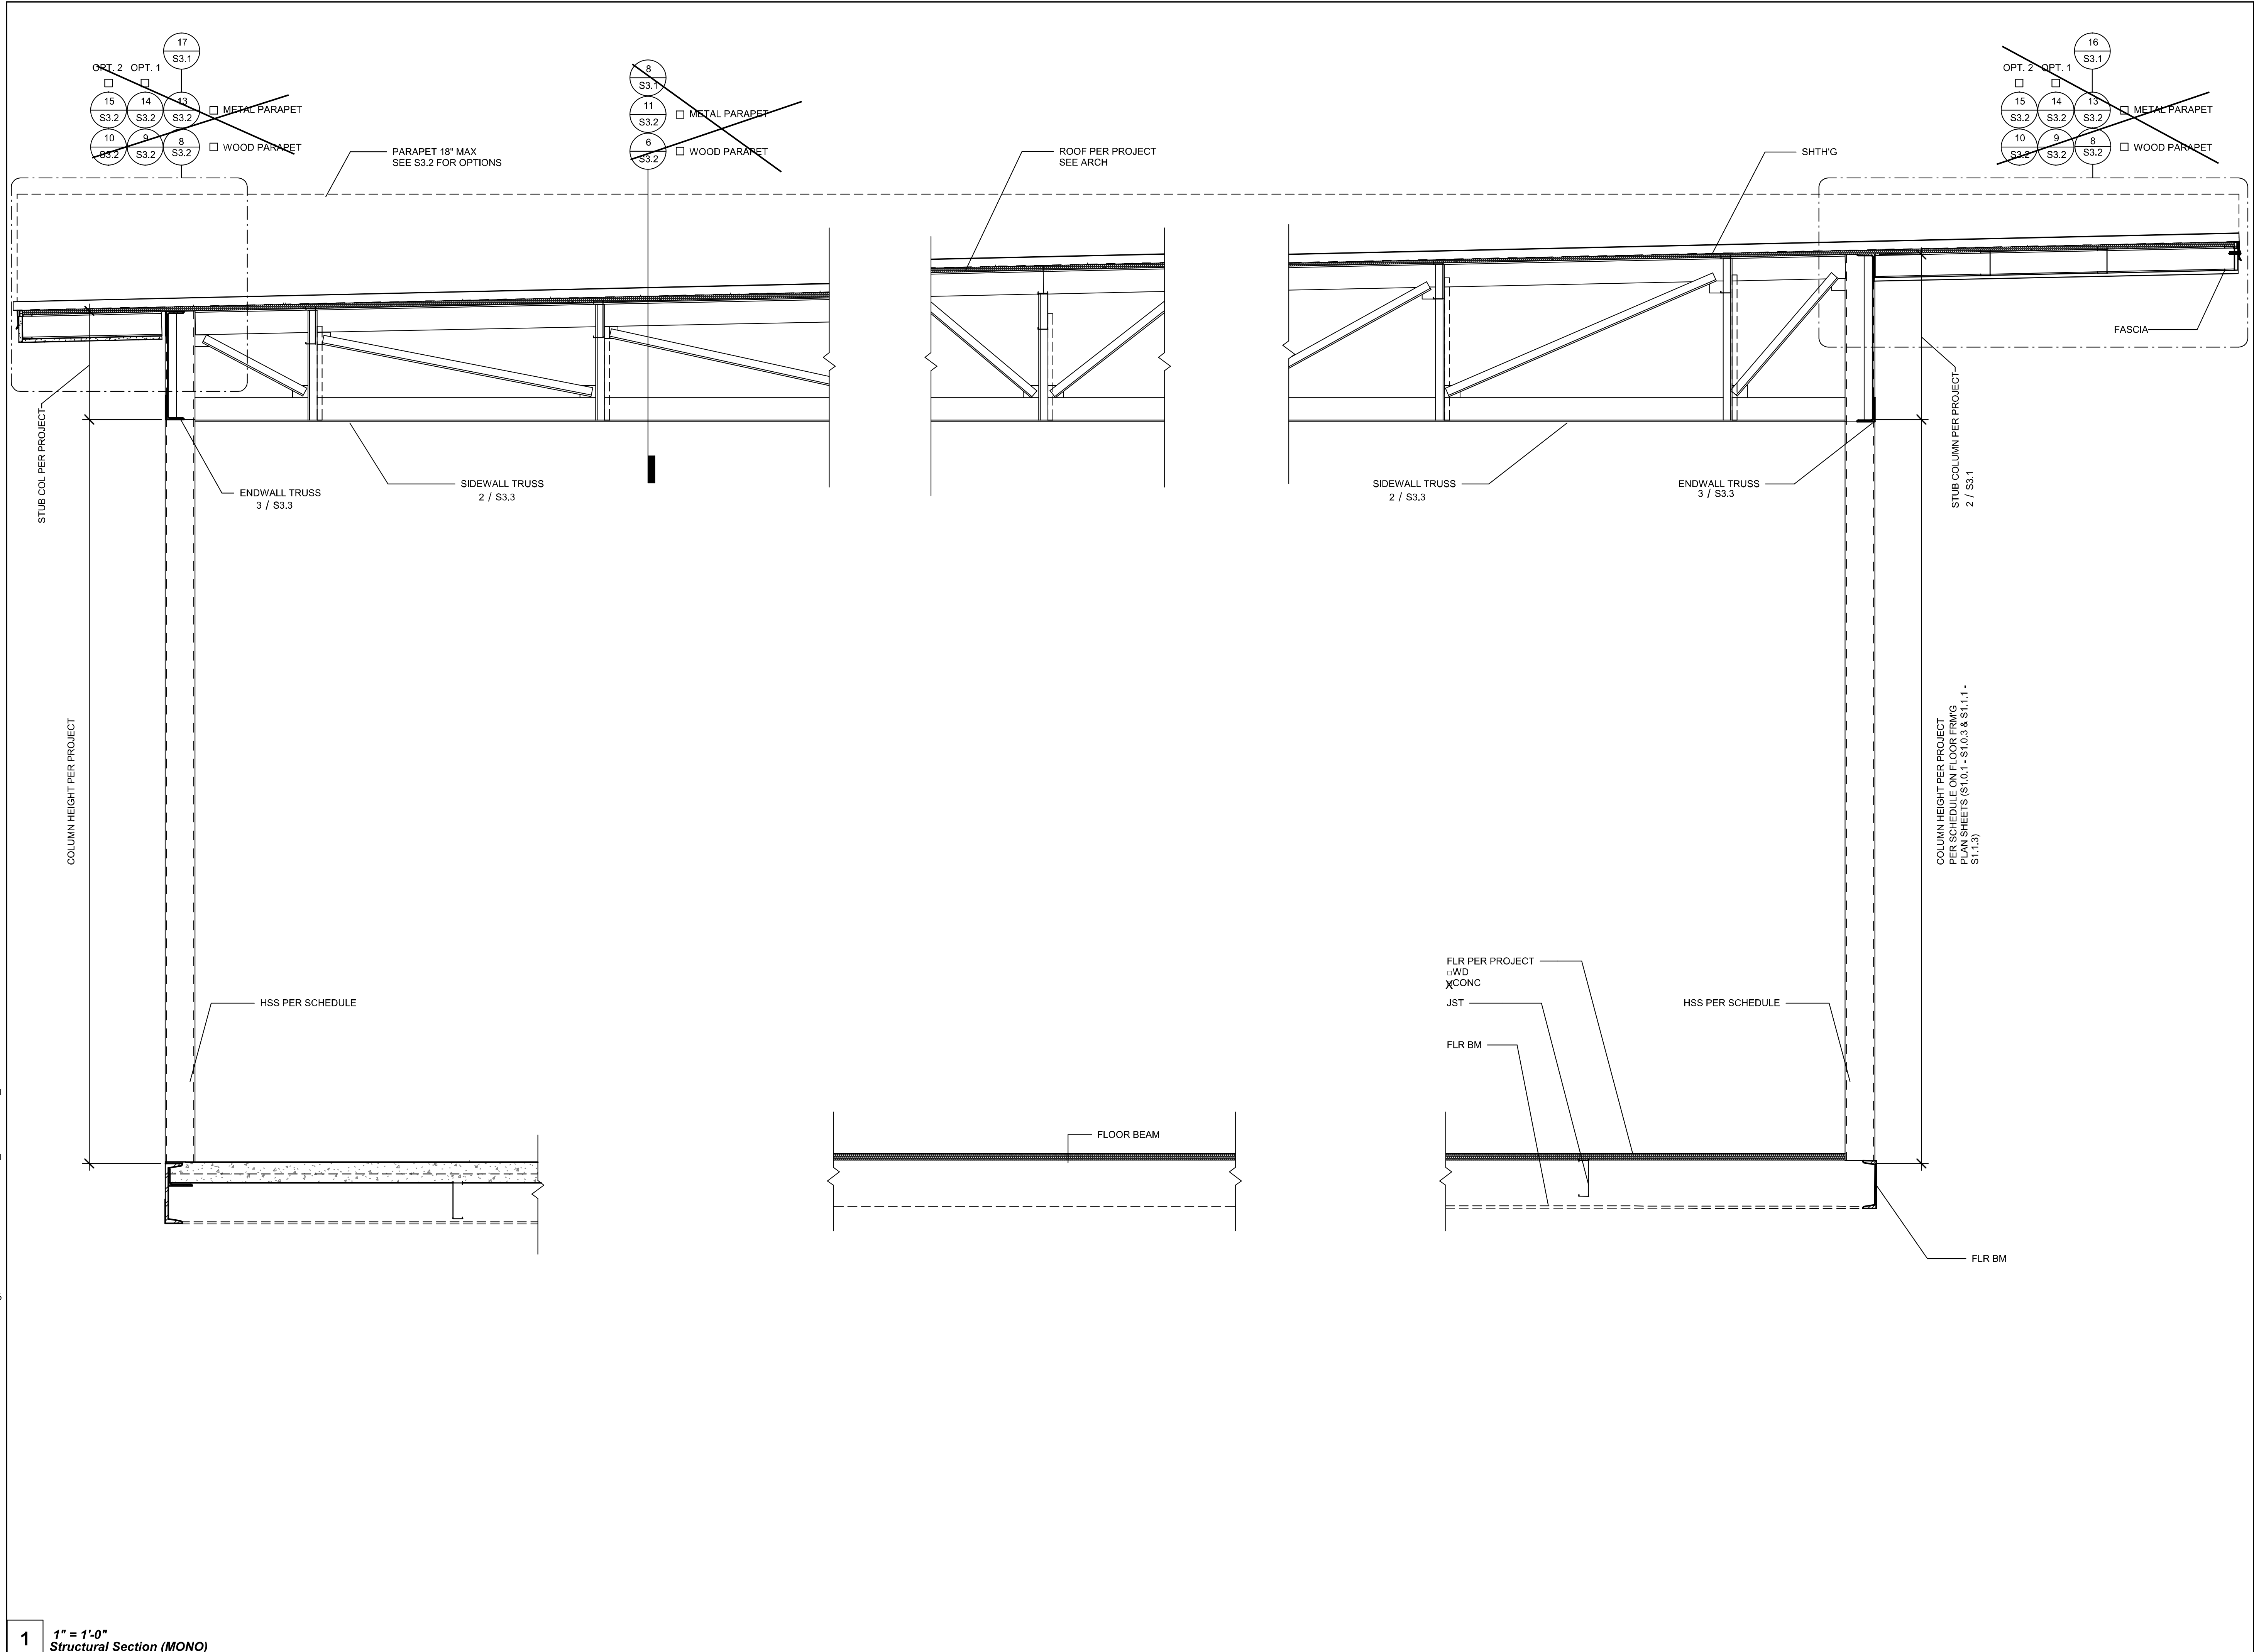 17
S3.1
OPT. 2 OPT. 1
15 14 13
S3.2 S3.2 S3.2
METAL PARAPET
10 9 8
S3.2 S3.2 S3.2
WOOD PARAPET
PARAPET 18" MAX
SEE S3.2 FOR OPTIONS
8
S3.1
11
S3.2
METAL PARAPET
6
S3.2
WOOD PARAPET
ROOF PER PROJECT
SEE ARCH
SHTH'G
16
S3.1
OPT. 2 OPT. 1
15 14 13
S3.2 S3.2 S3.2
METAL PARAPET
10 9 8
S3.2 S3.2 S3.2
WOOD PARAPET
FASCIA
STUB COL PER PROJECT
ENDWALL TRUSS
3 / S3.3
SIDEWALL TRUSS
2 / S3.3
SIDEWALL TRUSS
2 / S3.3
ENDWALL TRUSS
3 / S3.3
STUB COLUMN PER PROJECT
2 / S3.1
COLUMN HEIGHT PER PROJECT
COLUMN HEIGHT PER PROJECT
PER SCHEDULE ON FLOOR FRM'G
PLAN SHEETS (S1.0.1 - S1.0.3 & S1.1.1 -
S1.1.3)
HSS PER SCHEDULE
FLR PER PROJECT
WD
X CONC
JST
FLR BM
HSS PER SCHEDULE
FLOOR BEAM
FLR BM
1
1" = 1'-0"
Structural Section (MONO)